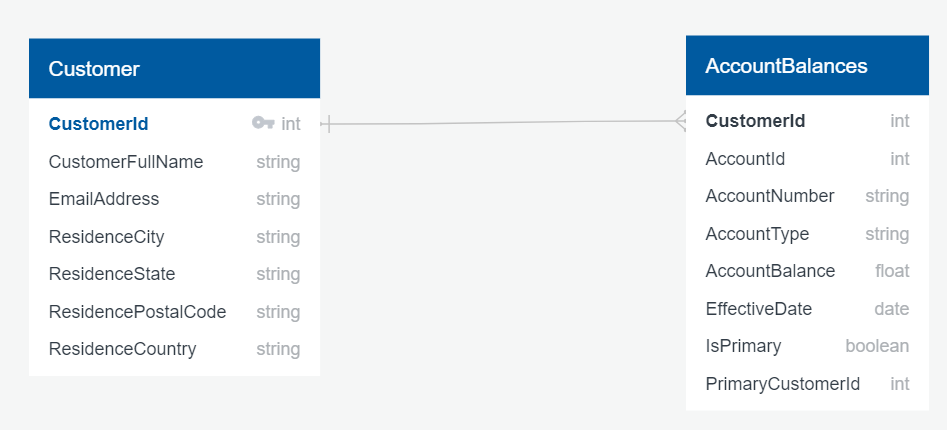 Customer
CustomerId int
CustomerFullName string
EmailAddress string
ResidenceCity string
ResidenceState string
ResidencePostalCode string
ResidenceCountry string
AccountBalances
CustomerId int
AccountId int
AccountNumber string
AccountType string
AccountBalance float
EffectiveDate date
IsPrimary boolean
PrimaryCustomerId int